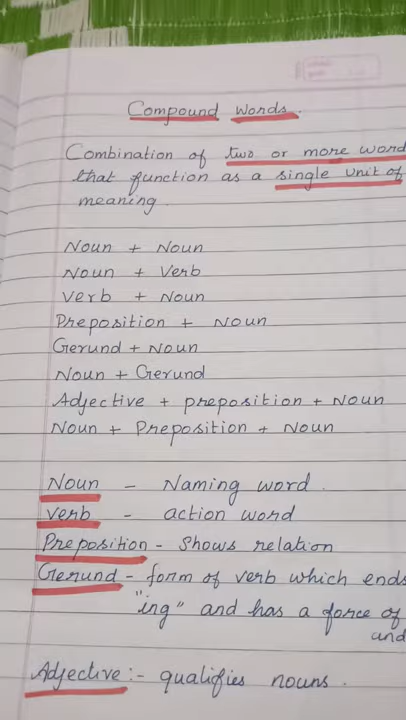 Compound Words.
Combination of two or more word
that function as a single unit of
meaning
Noun + Noun
Noun + Verb
Verb + Noun
Preposition + Noun
Gerund + Noun
Noun + Gerund
Adjective + preposition + Noun
Noun + Preposition + Noun
Noun - Naming word.
Verb - action word
Preposition - Shows relation
Gerund - form of verb which ends
"ing" and has a force of
and
Adjective:- qualifies nouns.